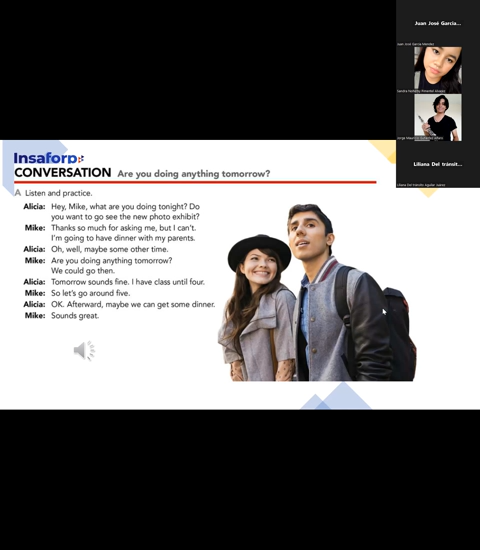 Insaforp
CONVERSATION Are you doing anything tomorrow?
A Listen and practice.
Alicia: Hey, Mike, what are you doing tonight? Do
you want to go see the new photo exhibit?
Mike: Thanks so much for asking me, but I can't.
I'm going to have dinner with my parents.
Alicia: Oh, well, maybe some other time.
Mike: Are you doing anything tomorrow?
We could go then.
Alicia: Tomorrow sounds fine. I have class until four.
Mike: So let's go around five.
Alicia: OK. Afterward, maybe we can get some dinner.
Mike: Sounds great.
Juan José García...
Juan José García Méndez
Liliana Del tránsit...